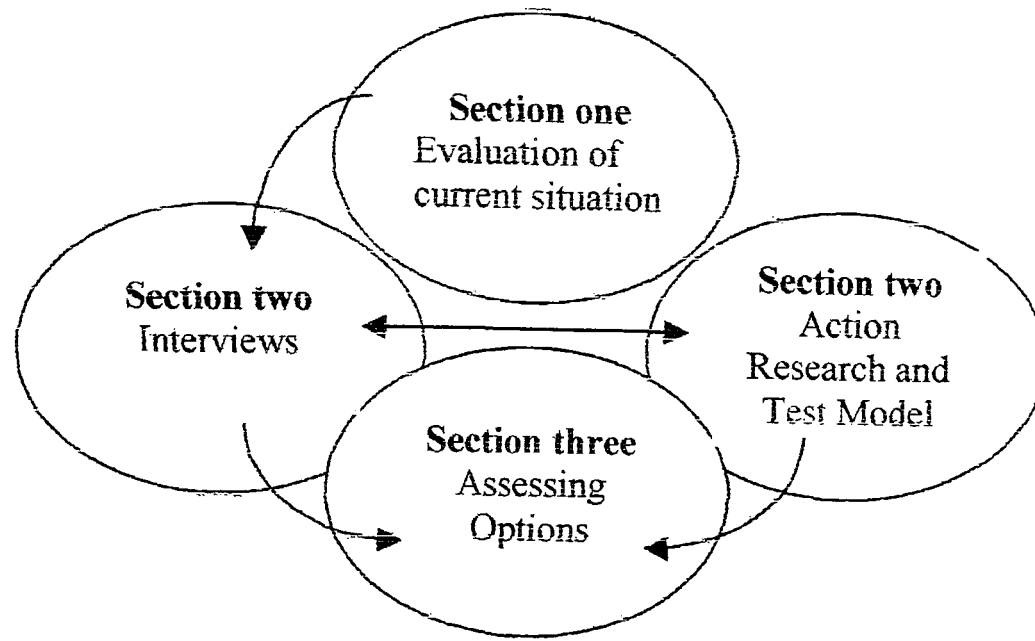 Section one
Evaluation of
current situation
Section two
Interviews
Section two
Action
Research and
Test Model
Section three
Assessing
Options